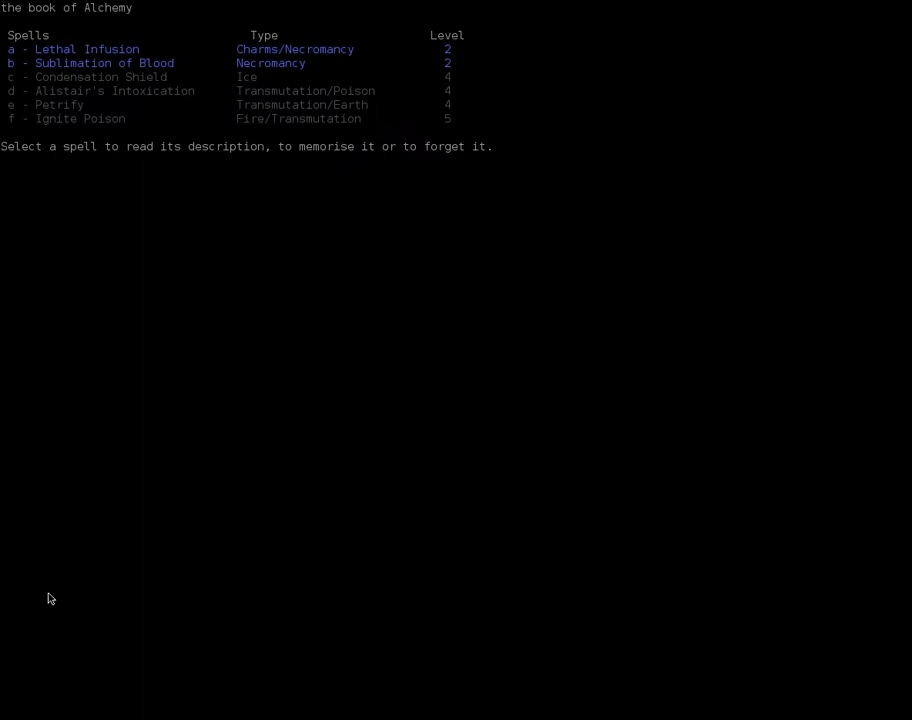 the book of Alchemy
Spells Type Level
a - Lethal Infusion Charms/Necromancy 2
b - Sublimation of Blood Necromancy 2
c - Condensation Shield Ice 4
d - Alistair's Intoxication Transmutation/Poison 4
e - Petrify Transmutation/Earth 4
f - Ignite Poison Fire/Transmutation 5
Select a spell to read its description, to memorise it or to forget it.